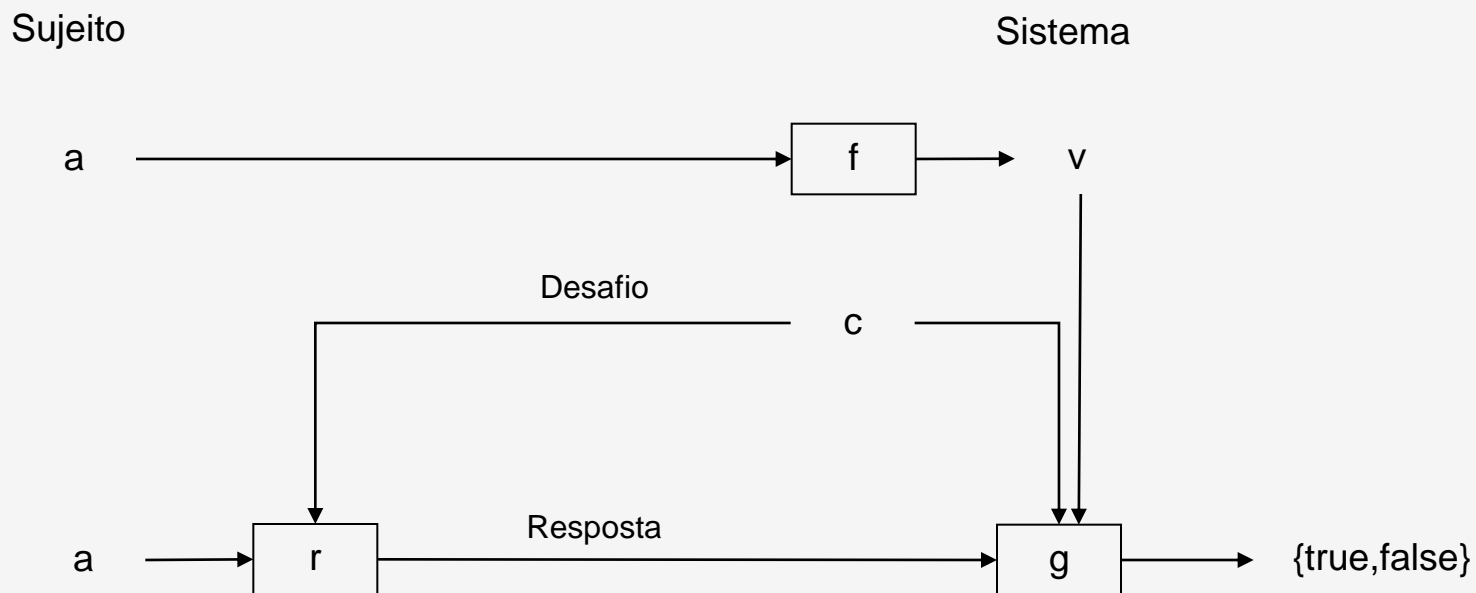 Sujeito
Sistema
a
f
v
Desafio
c
a
r
Resposta
g
{true,false}